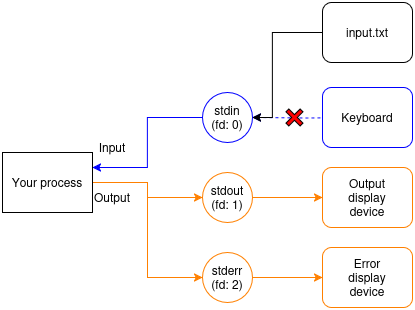 input.txt
stdin
(fd: 0)
Keyboard
Input
Your process
Output
stdout
(fd: 1)
Output
display
device
stderr
(fd: 2)
Error
display
device